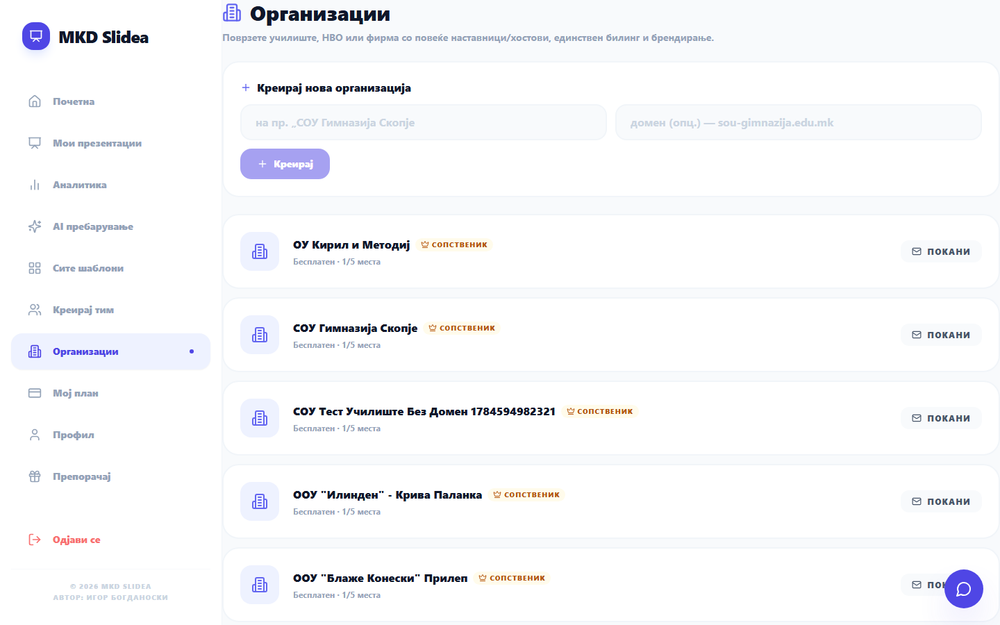 MKD Slidea
Почетна
Мои презентации
Аналитика
AI пребарување
Сите шаблони
Креирај тим
Организации
Мој план
Профил
Препорачај
Одјави се
© 2026 MKD SLIDEA
АВТОР: ИГОР БОГДАНОСКИ
Организации
Поврзете училиште, НВО или фирма со повеќе наставници/хостови, единствен билинг и брендирање.
Креирај нова организација
на пр. „СОУ Гимназија Скопје
домен (опц.) — sou-gimnazija.edu.mk
Креирај
ОУ Кирил и Методиј СОПСТВЕНИК
Бесплатен · 1/5 места
ПОКАНИ
СОУ Гимназија Скопје СОПСТВЕНИК
Бесплатен · 1/5 места
ПОКАНИ
СОУ Тест Училиште Без Домен 1784594982321 СОПСТВЕНИК
Бесплатен · 1/5 места
ПОКАНИ
ООУ "Илинден" - Крива Паланка СОПСТВЕНИК
Бесплатен · 1/5 места
ПОКАНИ
ООУ "Блаже Конески" Прилеп СОПСТВЕНИК
Бесплатен · 1/5 места